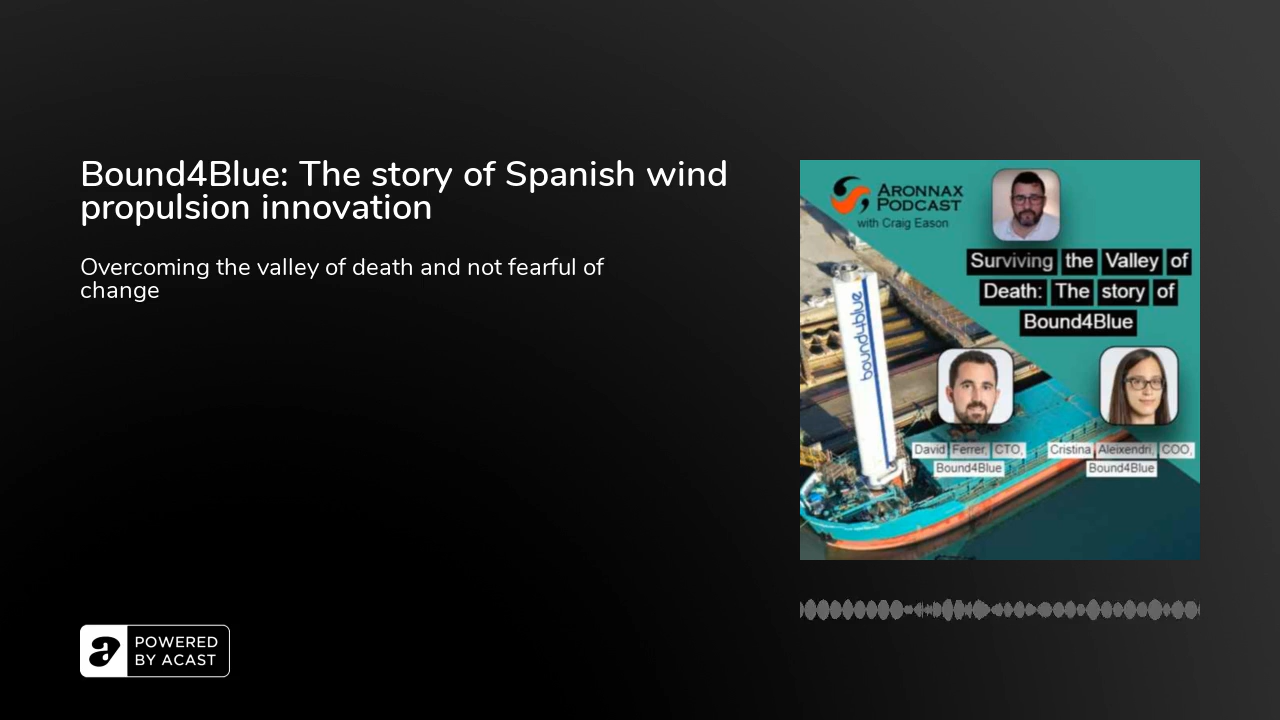 Bound4Blue: The story of Spanish wind
propulsion innovation
Overcoming the valley of death and not fearful of
change
ARONNAX
PODCAST
with Craig Eason
Surviving the Valley of
Death: The story of
Bound4Blue
bound4blue
David Ferrer, CTO,
Bound4Blue
Cristina Aleixendri, COO,
Bound4Blue
a
POWERED
BY ACAST